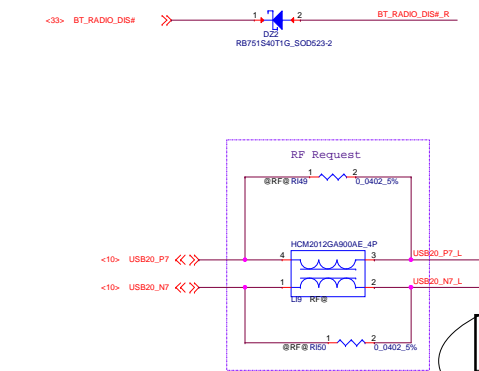 <33> BT_RADIO_DIS# 1 2 BT_RADIO_DIS#_R
DZ2
RB751S40T1G_SOD523-2
RF Request
1 2
@RF@ RI49 0_0402_5%
HCM2012GA900AE_4P
<10> USB20_P7 4 3 USB20_P7_L
<10> USB20_N7 1 2 USB20_N7_L
LI9 RF@
1 2
@RF@ RI50 0_0402_5%